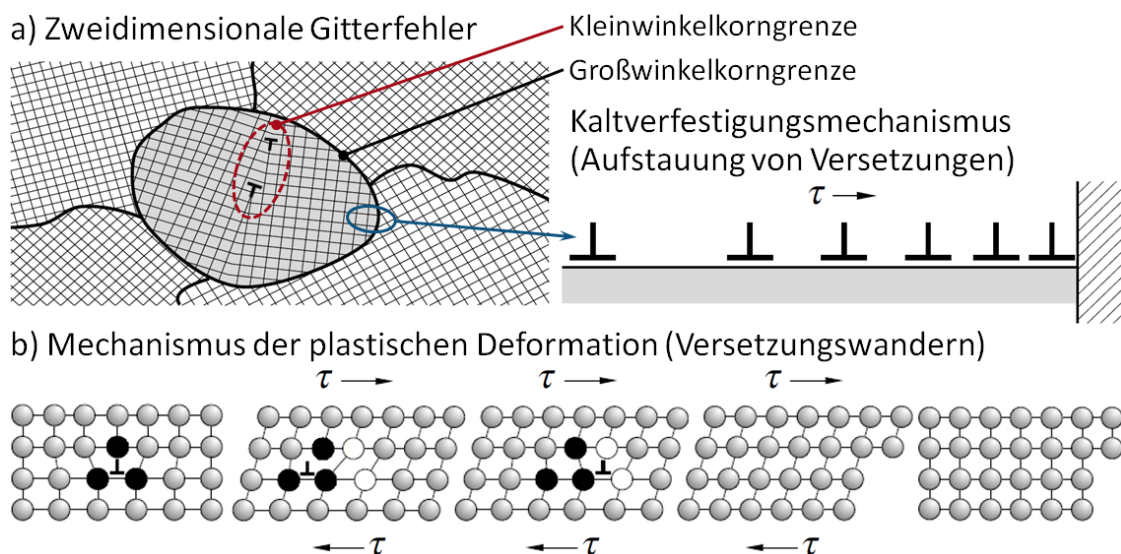 a) Zweidimensionale Gitterfehler
Kleinwinkelkorngrenze
Großwinkelkorngrenze
Kaltverfestigungsmechanismus
(Aufstauung von Versetzungen)
τ
b) Mechanismus der plastischen Deformation (Versetzungswandern)
τ τ τ
τ τ τ